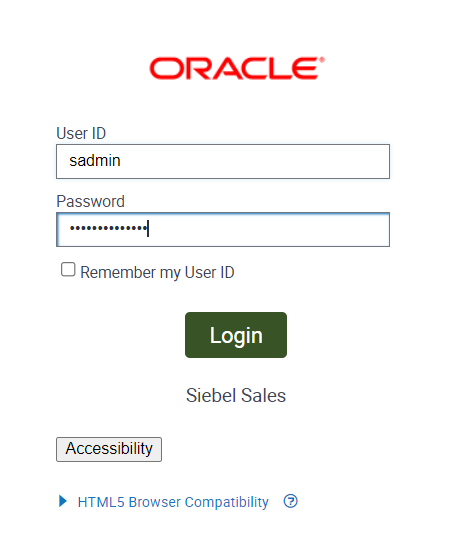 ORACLE®
User ID
sadmin
Password
••••••••••••••
Remember my User ID
Login
Siebel Sales
Accessibility
HTML5 Browser Compatibility ?